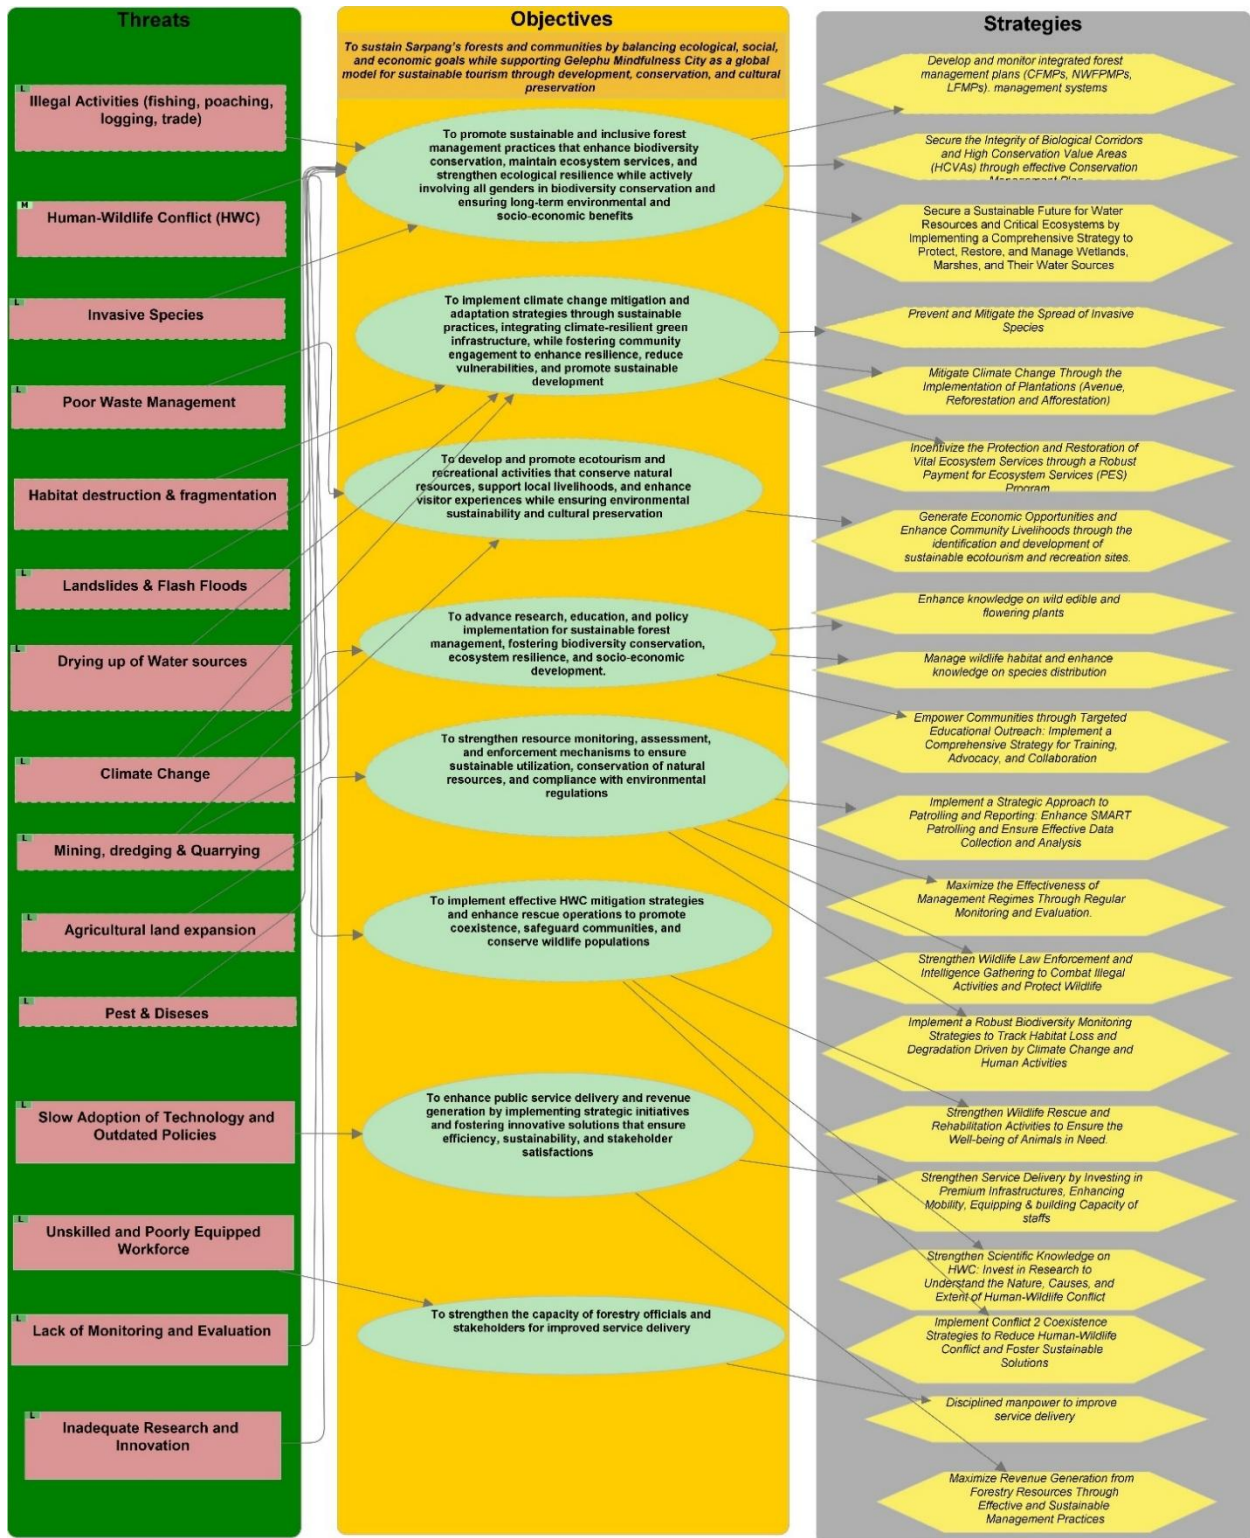 Threats
L
Illegal Activities (fishing, poaching,
logging, trade)
M
Human-Wildlife Conflict (HWC)
L
Invasive Species
L
Poor Waste Management
L
Habitat destruction & fragmentation
L
Landslides & Flash Floods
L
Drying up of Water sources
L
Climate Change
L
Mining, dredging & Quarrying
L
Agricultural land expansion
L
Pest & Diseses
L
Slow Adoption of Technology and
Outdated Policies
L
Unskilled and Poorly Equipped
Workforce
L
Lack of Monitoring and Evaluation
L
Inadequate Research and
Innovation
Objectives
To sustain Sarpang's forests and communities by balancing ecological, social,
and economic goals while supporting Gelephu Mindfulness City as a global
model for sustainable tourism through development, conservation, and cultural
preservation
To promote sustainable and inclusive forest
management practices that enhance biodiversity
conservation, maintain ecosystem services, and
strengthen ecological resilience while actively
involving all genders in biodiversity conservation and
ensuring long-term environmental and
socio-economic benefits
To implement climate change mitigation and
adaptation strategies through sustainable
practices, integrating climate-resilient green
infrastructure, while fostering community
engagement to enhance resilience, reduce
vulnerabilities, and promote sustainable
development
To develop and promote ecotourism and
recreational activities that conserve natural
resources, support local livelihoods, and enhance
visitor experiences while ensuring environmental
sustainability and cultural preservation
To advance research, education, and policy
implementation for sustainable forest
management, fostering biodiversity conservation,
ecosystem resilience, and socio-economic
development.
To strengthen resource monitoring, assessment,
and enforcement mechanisms to ensure
sustainable utilization, conservation of natural
resources, and compliance with environmental
regulations
To implement effective HWC mitigation strategies
and enhance rescue operations to promote
coexistence, safeguard communities, and
conserve wildlife populations
To enhance public service delivery and revenue
generation by implementing strategic initiatives
and fostering innovative solutions that ensure
efficiency, sustainability, and stakeholder
satisfactions
To strengthen the capacity of forestry officials and
stakeholders for improved service delivery
Strategies
Develop and monitor integrated forest
management plans (CFMPs, NWFPMPs,
LFMPs). management systems
Secure the Integrity of Biological Corridors
and High Conservation Value Areas
(HCVAs) through effective Conservation
Management Plan
Secure a Sustainable Future for Water
Resources and Critical Ecosystems by
Implementing a Comprehensive Strategy to
Protect, Restore, and Manage Wetlands,
Marshes, and Their Water Sources
Prevent and Mitigate the Spread of Invasive
Species
Mitigate Climate Change Through the
Implementation of Plantations (Avenue,
Reforestation and Afforestation)
Incentivize the Protection and Restoration of
Vital Ecosystem Services through a Robust
Payment for Ecosystem Services (PES)
Program
Generate Economic Opportunities and
Enhance Community Livelihoods through the
identification and development of
sustainable ecotourism and recreation sites.
Enhance knowledge on wild edible and
flowering plants
Manage wildlife habitat and enhance
knowledge on species distribution
Empower Communities through Targeted
Educational Outreach: Implement a
Comprehensive Strategy for Training,
Advocacy, and Collaboration
Implement a Strategic Approach to
Patrolling and Reporting: Enhance SMART
Patrolling and Ensure Effective Data
Collection and Analysis
Maximize the Effectiveness of
Management Regimes Through Regular
Monitoring and Evaluation.
Strengthen Wildlife Law Enforcement and
Intelligence Gathering to Combat Illegal
Activities and Protect Wildlife
Implement a Robust Biodiversity Monitoring
Strategies to Track Habitat Loss and
Degradation Driven by Climate Change and
Human Activities
Strengthen Wildlife Rescue and
Rehabilitation Activities to Ensure the
Well-being of Animals in Need.
Strengthen Service Delivery by Investing in
Premium Infrastructures, Enhancing
Mobility, Equipping & building Capacity of
staffs
Strengthen Scientific Knowledge on
HWC: Invest in Research to
Understand the Nature, Causes, and
Extent of Human-Wildlife Conflict
Implement Conflict 2 Coexistence
Strategies to Reduce Human-Wildlife
Conflict and Foster Sustainable
Solutions
Disciplined manpower to improve
service delivery
Maximize Revenue Generation from
Forestry Resources Through
Effective and Sustainable
Management Practices